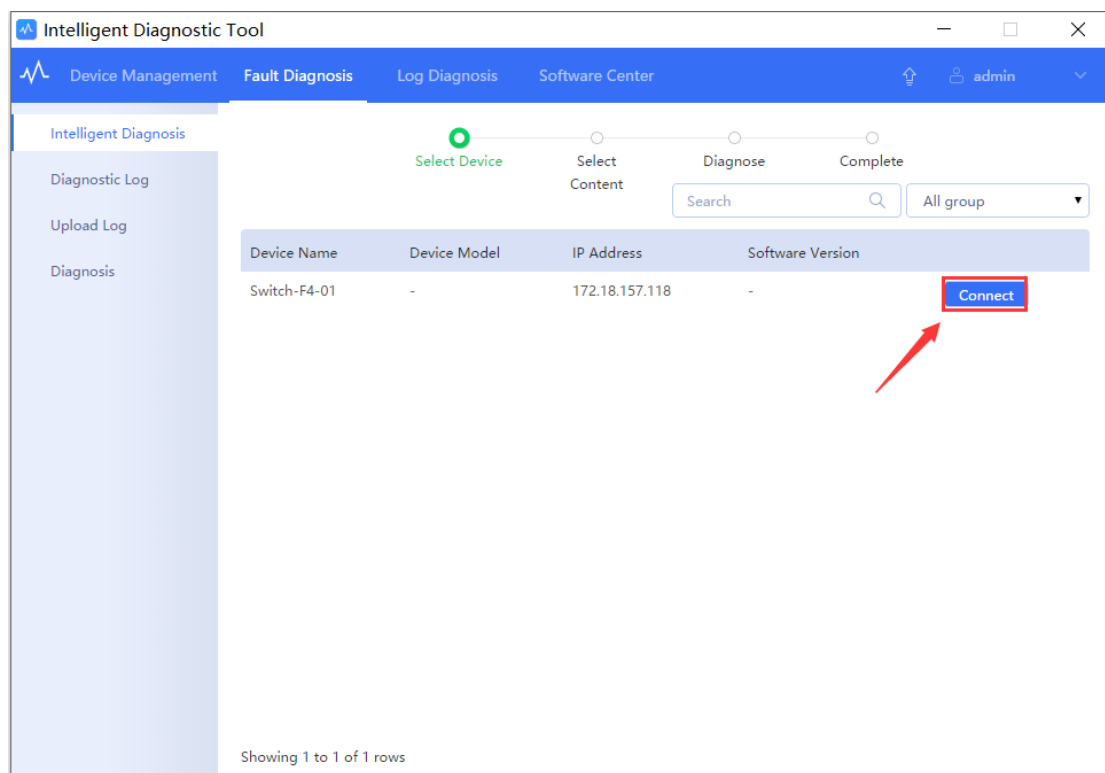 Intelligent Diagnostic Tool
Device Management Fault Diagnosis Log Diagnosis Software Center admin
Intelligent Diagnosis
Diagnostic Log
Upload Log
Diagnosis
Select Device Select Content Diagnose Complete
Search All group
Device Name Device Model IP Address Software Version
Switch-F4-01 - 172.18.157.118 - Connect
Showing 1 to 1 of 1 rows